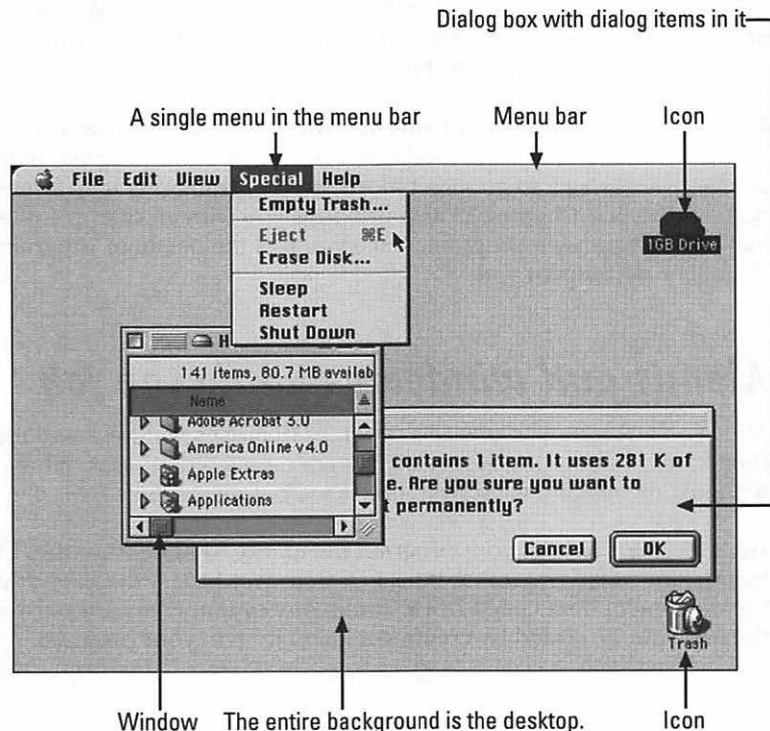 Dialog box with dialog items in it
A single menu in the menu bar
Menu bar
Icon
File Edit View Special Help
Empty Trash...
Eject ⌘E
Erase Disk...
Sleep
Restart
Shut Down
1GB Drive
H
141 items, 80.7 MB availab
Name
Adobe Acrobat 3.0
America Online v4.0
Apple Extras
Applications
contains 1 item. It uses 281 K of
e. Are you sure you want to
t permanently?
Cancel OK
Trash
Window
The entire background is the desktop.
Icon